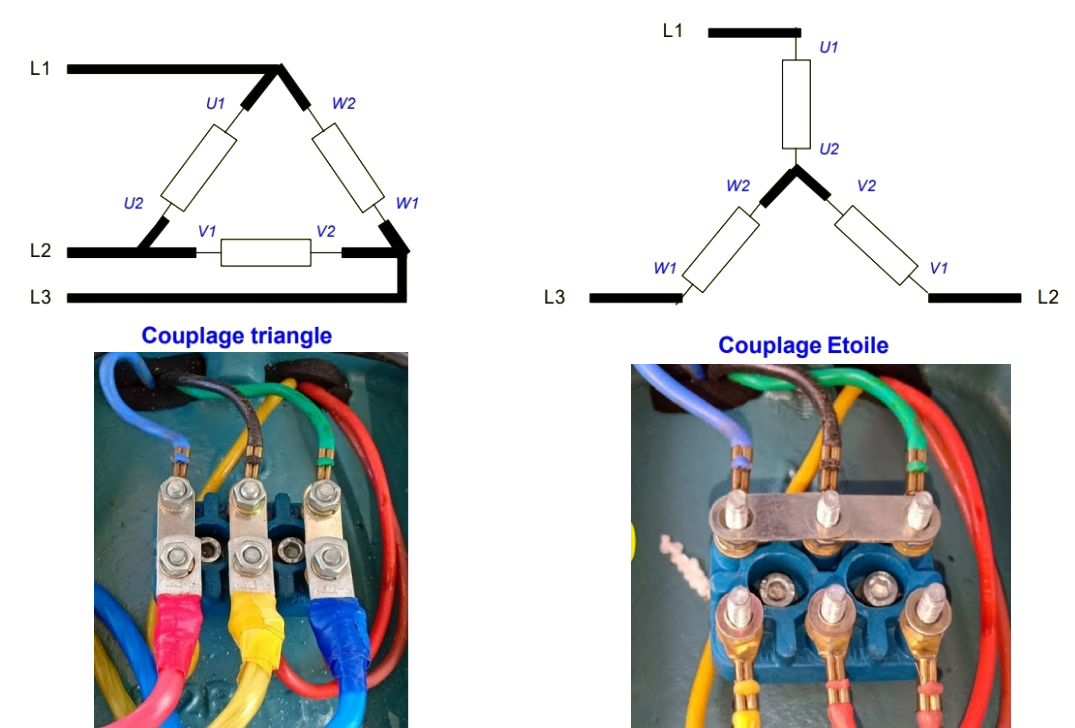 L1
U1
W2
U2
W1
V1
V2
L2
L3
Couplage triangle
L1
U1
U2
W2
V2
W1
V1
L3
L2
Couplage Etoile